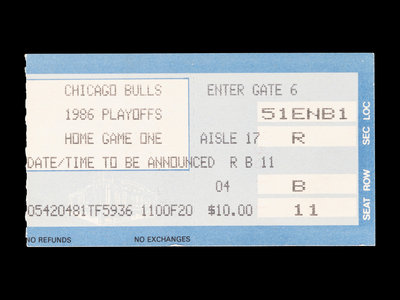 CHICAGO BULLS ENTER GATE 6
1986 PLAYOFFS 51ENB1
HOME GAME ONE AISLE 17 R
DATE/TIME TO BE ANNOUNCED R B 11
04 B
05420481TF5936 1100F20 $10.00 11
NO REFUNDS NO EXCHANGES
SEAT ROW SEC LOC